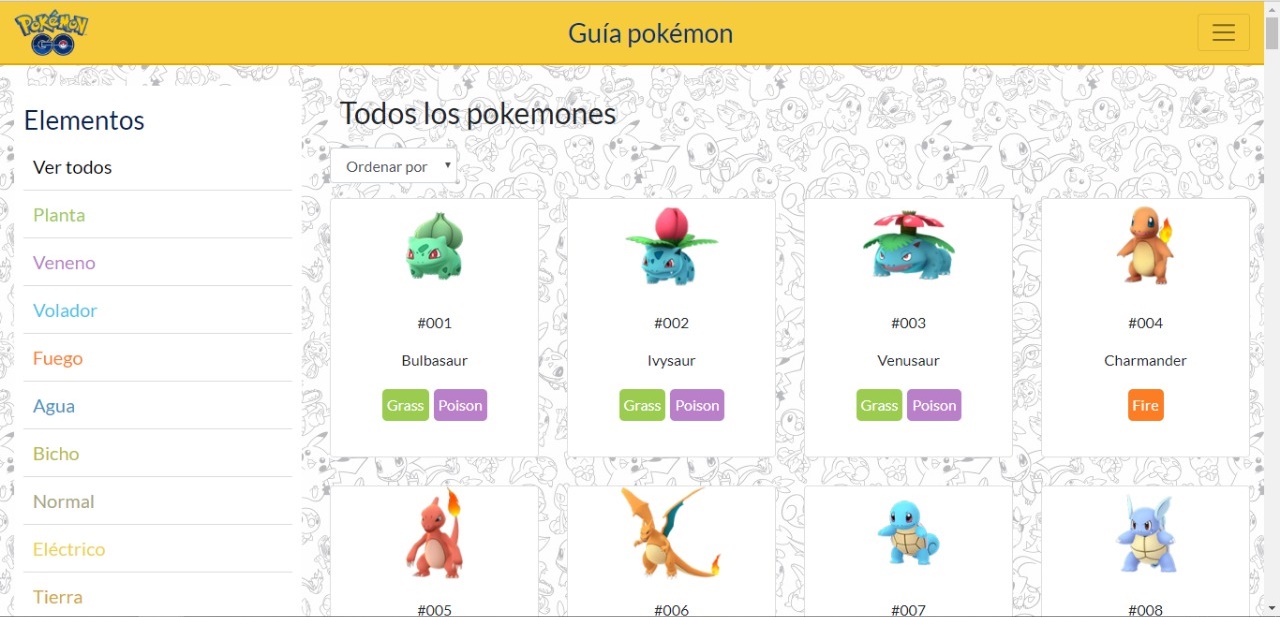 POKÉMON
GO
Guía pokémon
Elementos
Ver todos
Planta
Veneno
Volador
Fuego
Agua
Bicho
Normal
Eléctrico
Tierra
Todos los pokemones
Ordenar por
#001
Bulbasaur
Grass Poison
#002
Ivysaur
Grass Poison
#003
Venusaur
Grass Poison
#004
Charmander
Fire
#005
#006
#007
#008